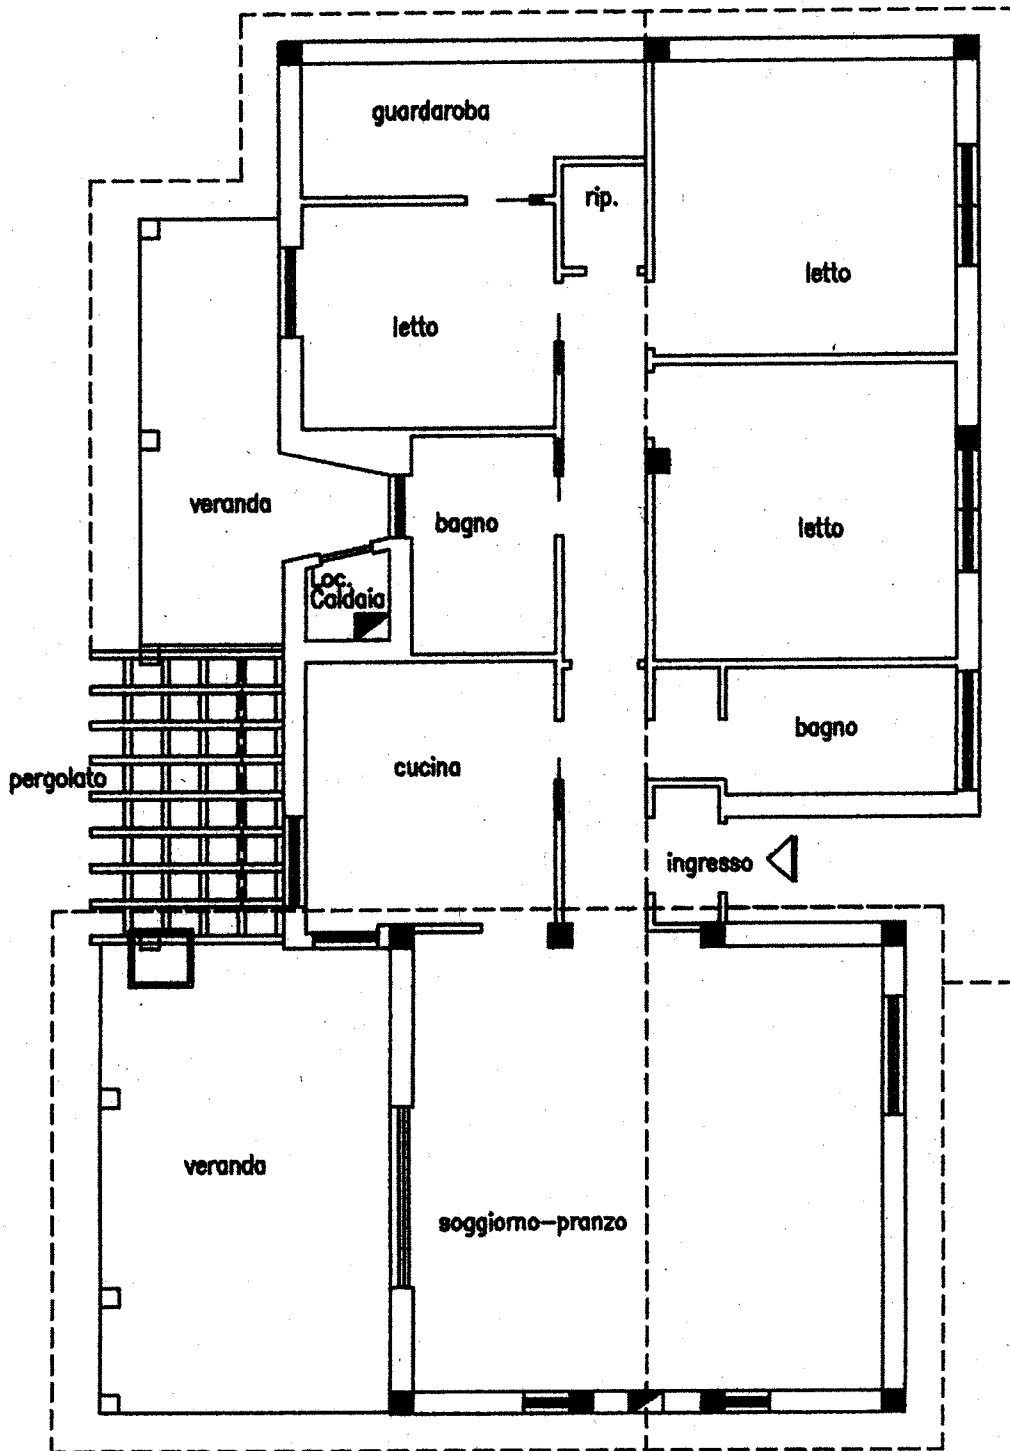 guardaroba
rip.
letto
letto
veranda
bagno
letto
Loc.
Caldaia
bagno
pergolato
cucina
ingresso
veranda
soggiorno-pranzo